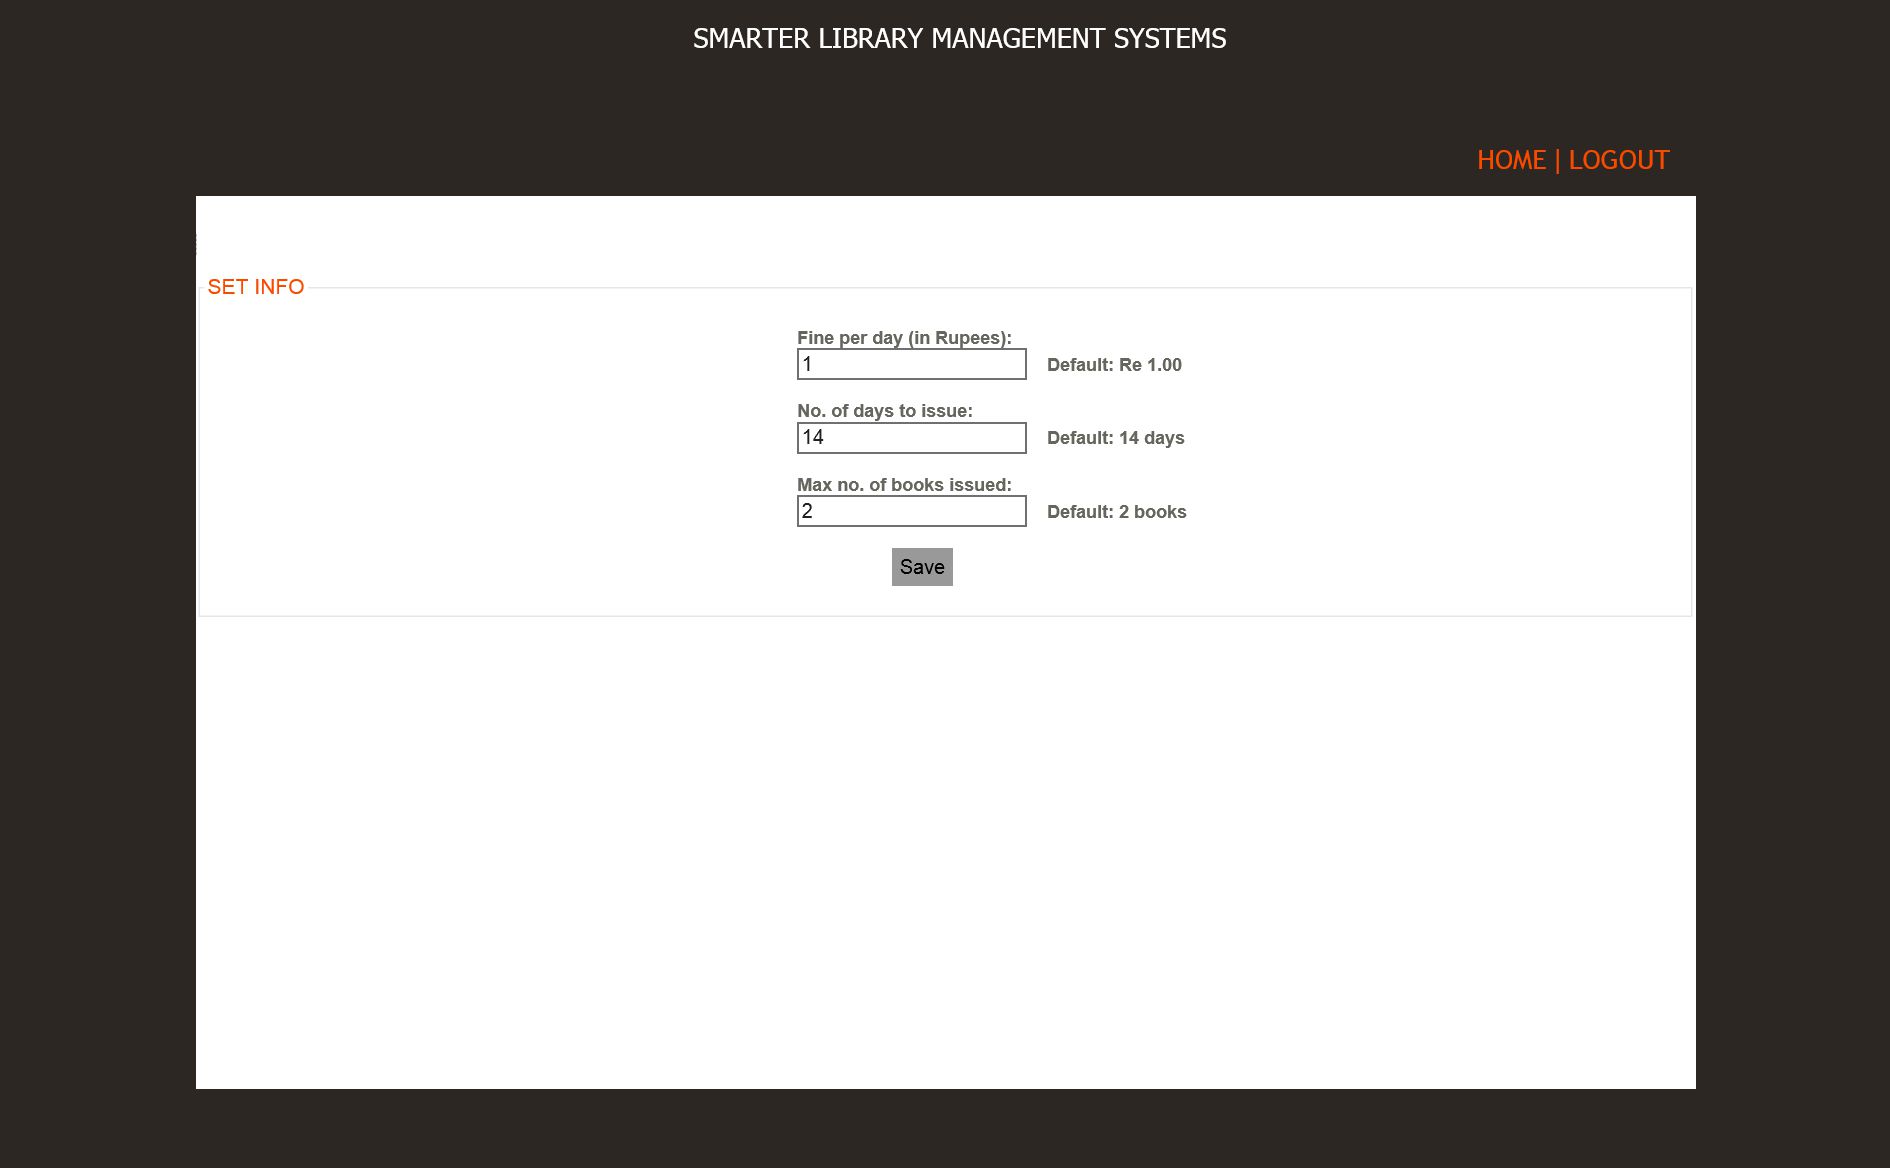 SMARTER LIBRARY MANAGEMENT SYSTEMS
HOME | LOGOUT
SET INFO
Fine per day (in Rupees):
1 Default: Re 1.00
No. of days to issue:
14 Default: 14 days
Max no. of books issued:
2 Default: 2 books
Save